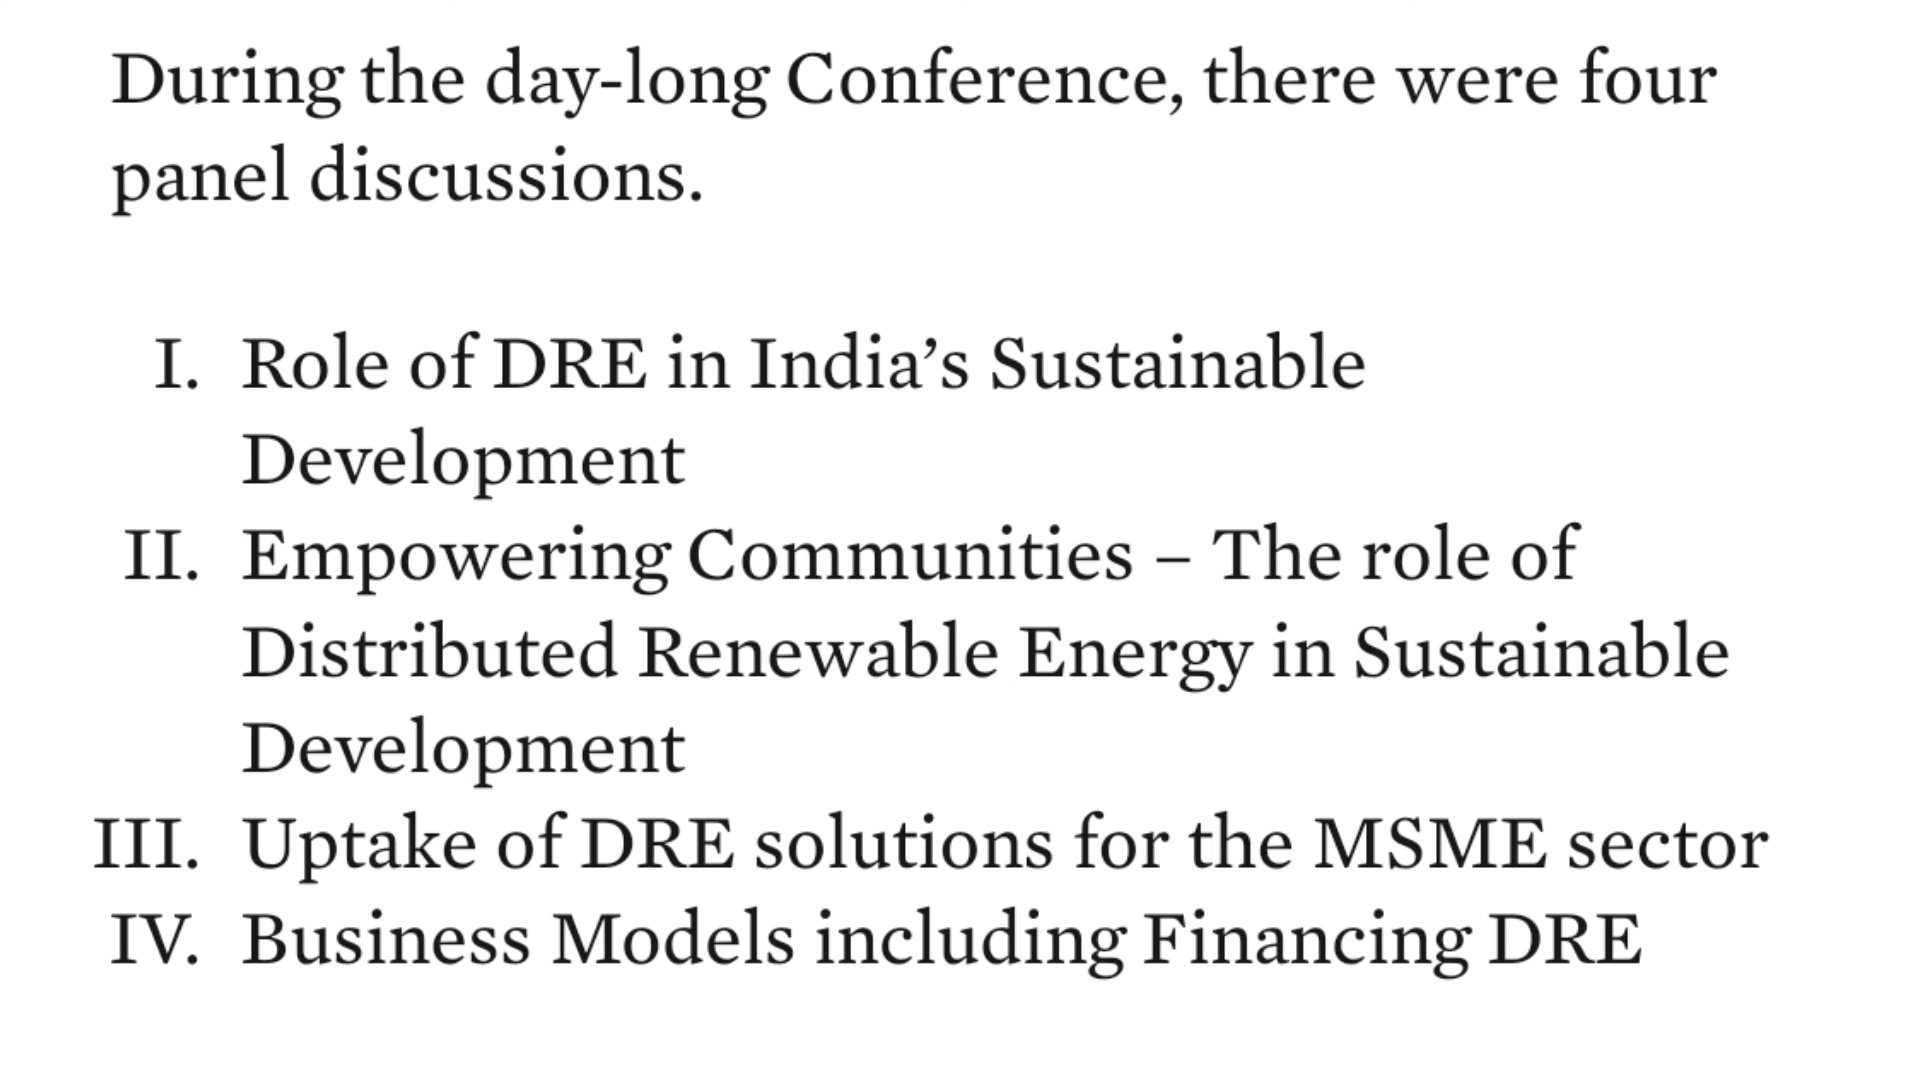 During the day-long Conference, there were four
panel discussions.
I. Role of DRE in India’s Sustainable
Development
II. Empowering Communities – The role of
Distributed Renewable Energy in Sustainable
Development
III. Uptake of DRE solutions for the MSME sector
IV. Business Models including Financing DRE